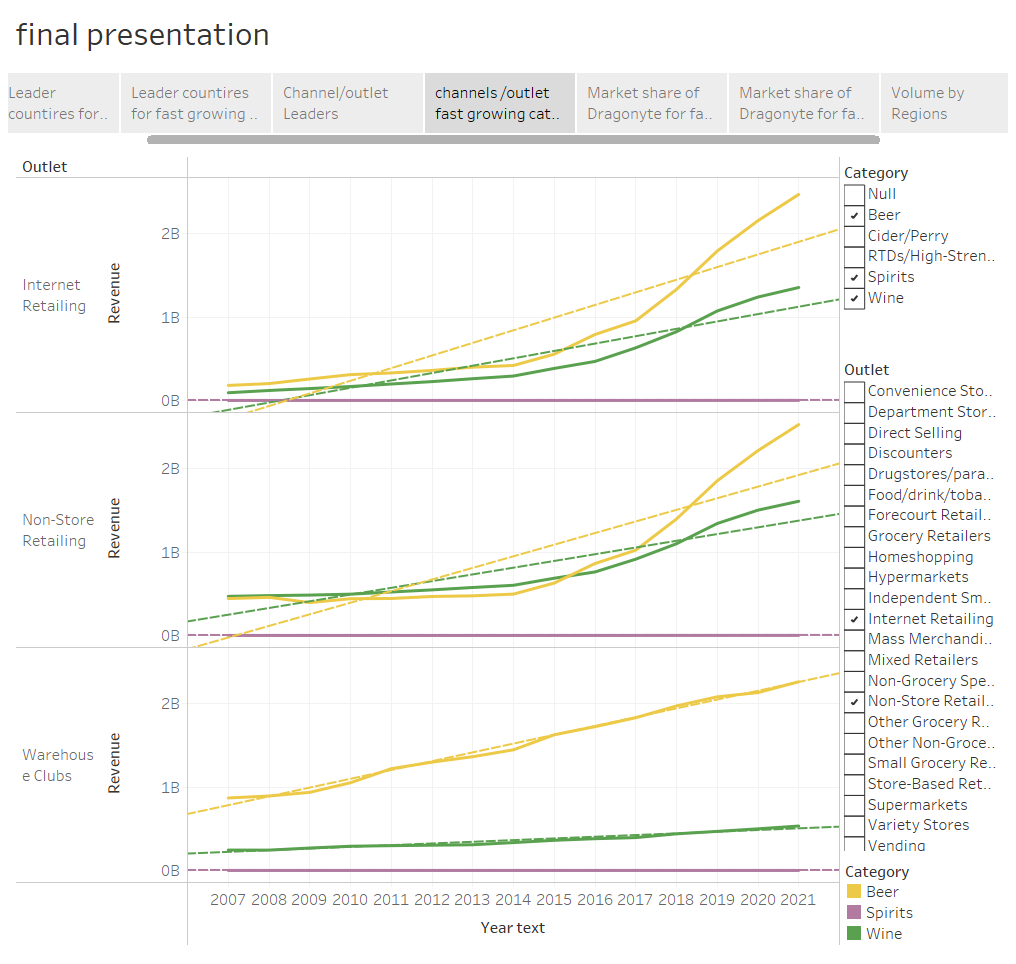 final presentation
Leader
countires for..
Leader countires
for fast growing ..
Channel/outlet
Leaders
channels /outlet
fast growing cat..
Market share of
Dragonyte for fa..
Market share of
Dragonyte for fa..
Volume by
Regions
Outlet
Internet
Retailing
Revenue
2B
1B
0B
Non-Store
Retailing
Revenue
2B
1B
0B
Warehous
e Clubs
Revenue
2B
1B
0B
2007 2008 2009 2010 2011 2012 2013 2014 2015 2016 2017 2018 2019 2020 2021
Year text
Category
Null
Beer
Cider/Perry
RTDs/High-Stren..
Spirits
Wine
Outlet
Convenience Sto..
Department Stor..
Direct Selling
Discounters
Drugstores/para..
Food/drink/toba..
Forecourt Retail..
Grocery Retailers
Homeshopping
Hypermarkets
Independent Sm..
Internet Retailing
Mass Merchandi..
Mixed Retailers
Non-Grocery Spe..
Non-Store Retail..
Other Grocery R..
Other Non-Groce..
Small Grocery Re..
Store-Based Ret..
Supermarkets
Variety Stores
Vending
Category
Beer
Spirits
Wine